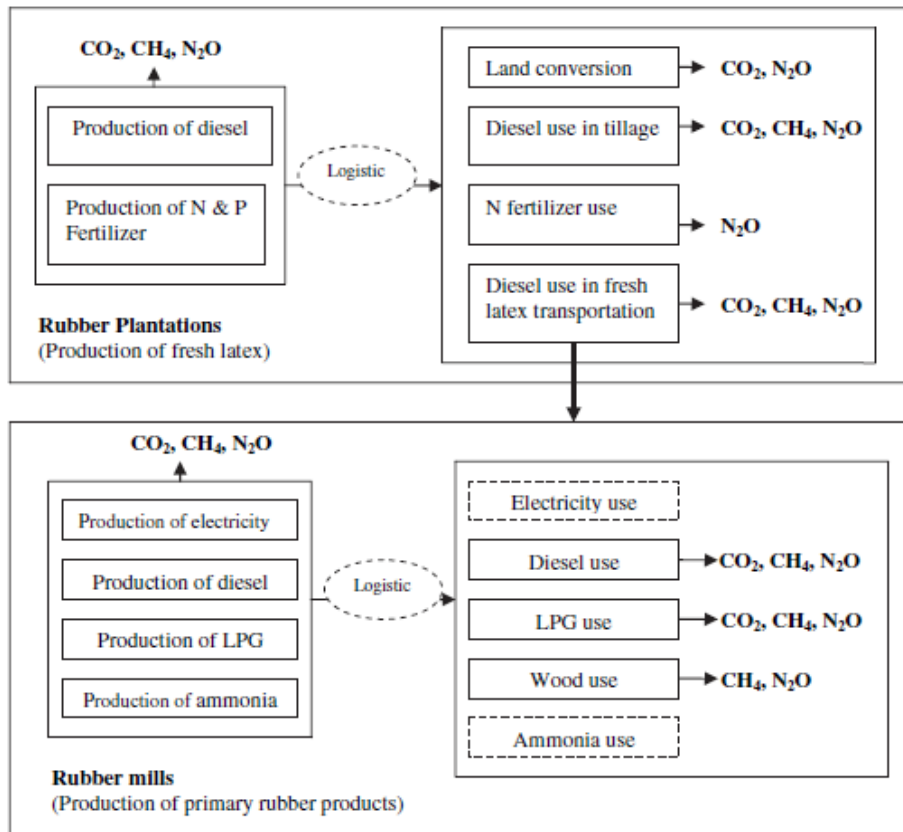 CO₂, CH₄, N₂O
Production of diesel
Production of N & P
Fertilizer
Logistic
Land conversion
CO₂, N₂O
Diesel use in tillage
CO₂, CH₄, N₂O
N fertilizer use
N₂O
Diesel use in fresh
latex transportation
CO₂, CH₄, N₂O
Rubber Plantations
(Production of fresh latex)
CO₂, CH₄, N₂O
Production of electricity
Production of diesel
Production of LPG
Production of ammonia
Logistic
Electricity use
Diesel use
CO₂, CH₄, N₂O
LPG use
CO₂, CH₄, N₂O
Wood use
CH₄, N₂O
Ammonia use
Rubber mills
(Production of primary rubber products)